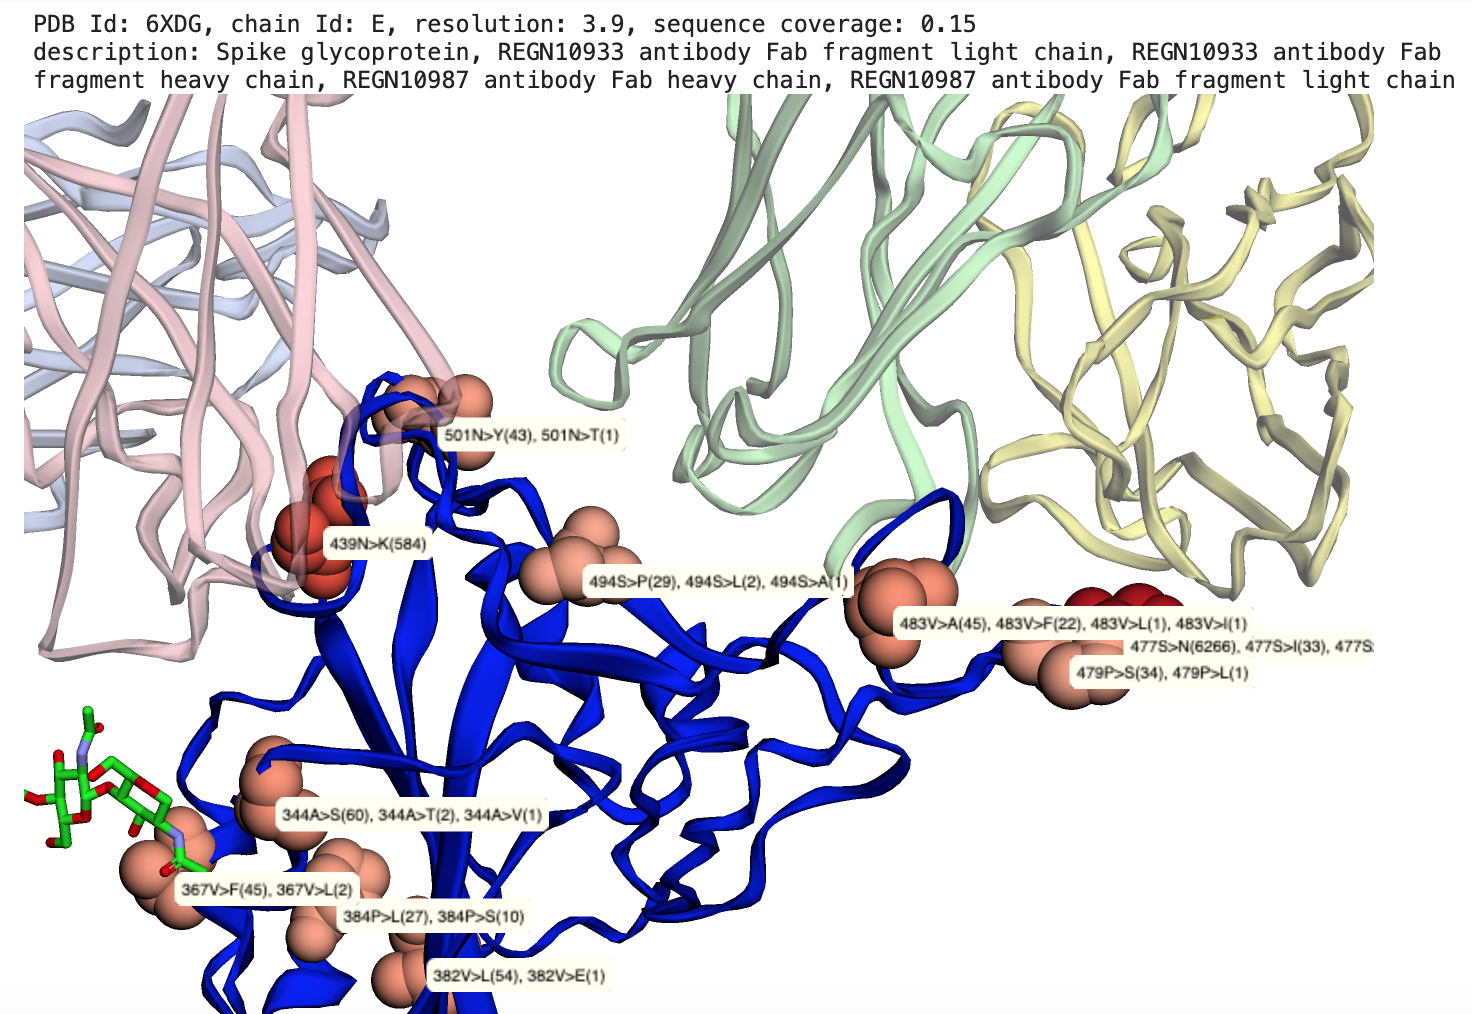 PDB Id: 6XDG, chain Id: E, resolution: 3.9, sequence coverage: 0.15
description: Spike glycoprotein, REGN10933 antibody Fab fragment light chain, REGN10933 antibody Fab
fragment heavy chain, REGN10987 antibody Fab heavy chain, REGN10987 antibody Fab fragment light chain
501N>Y(43), 501N>T(1)
439N>K(584)
494S>P(29), 494S>L(2), 494S>A(1)
483V>A(45), 483V>F(22), 483V>L(1), 483V>I(1)
477S>N(6266), 477S>I(33), 477S
479P>S(34), 479P>L(1)
344A>S(60), 344A>T(2), 344A>V(1)
367V>F(45), 367V>L(2)
384P>L(27), 384P>S(10)
382V>L(54), 382V>E(1)